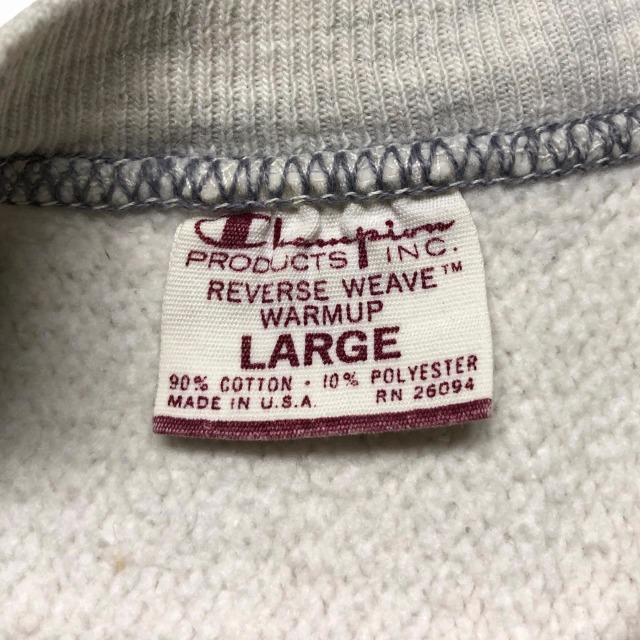 Champion
PRODUCTS INC.
REVERSE WEAVE™
WARMUP
LARGE
90% COTTON · 10% POLYESTER
MADE IN U.S.A RN 26094